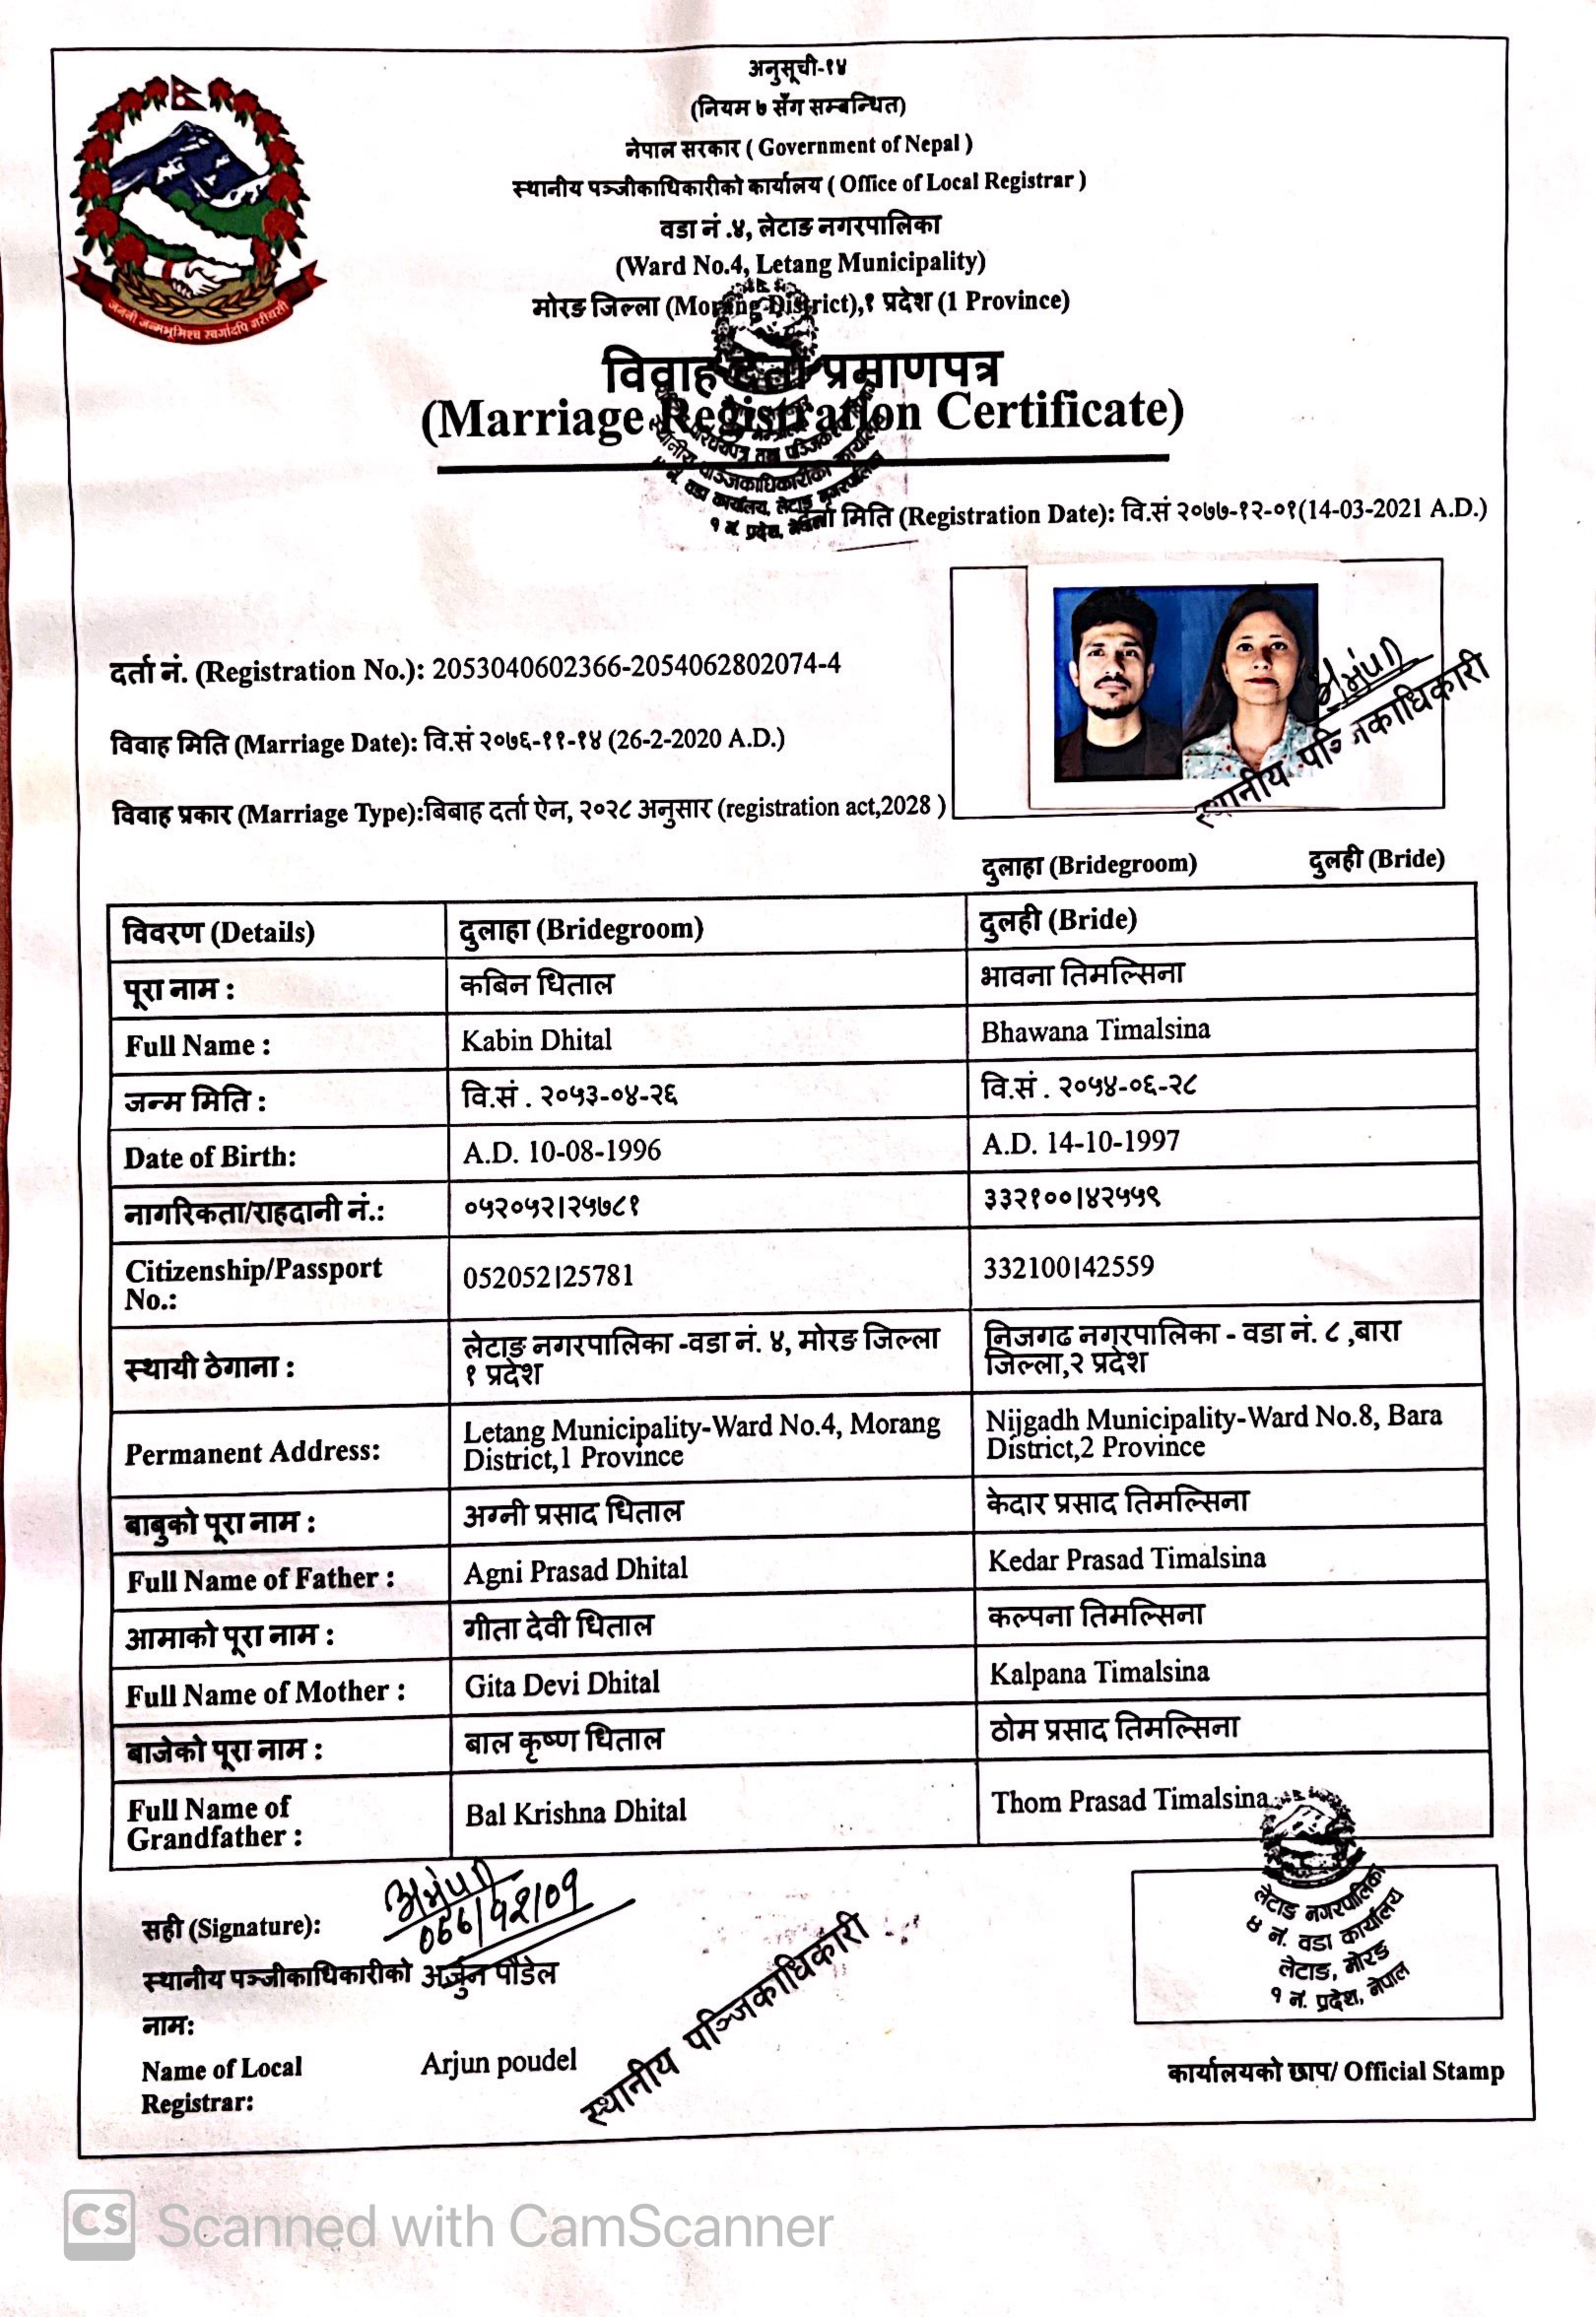 अनुसूची-१४
(नियम ७ सँग सम्बन्धित)
नेपाल सरकार ( Government of Nepal )
स्थानीय पञ्जीकाधिकारीको कार्यालय ( Office of Local Registrar )
वडा नं .४, लेटाङ नगरपालिका
(Ward No.4, Letang Municipality)
मोरङ जिल्ला (Morang District),१ प्रदेश (1 Province)
जननी जन्मभूमिश्च स्वर्गादपि गरीयसी
विवाह दर्ता प्रमाणपत्र
(Marriage Registration Certificate)
स्थानीय पञ्जिकाधिकारीको कार्यालय
४ नं. वडा कार्यालय, लेटाङ नगरपालिका
१ नं. प्रदेश, नेपाल
दर्ता मिति (Registration Date): वि.सं २०७७-१२-०१(14-03-2021 A.D.)
दर्ता नं. (Registration No.): 2053040602366-2054062802074-4
स्थानीय पञ्जिकाधिकारी
विवाह मिति (Marriage Date): वि.सं २०७६-११-१४ (26-2-2020 A.D.)
विवाह प्रकार (Marriage Type):बिबाह दर्ता ऐन, २०२८ अनुसार (registration act,2028 )
दुलाहा (Bridegroom) दुलही (Bride)
विवरण (Details) दुलाहा (Bridegroom) दुलही (Bride)
पूरा नाम : कबिन धिताल भावना तिमल्सिना
Full Name : Kabin Dhital Bhawana Timalsina
जन्म मिति : वि.सं . २०५३-०४-२६ वि.सं . २०५४-०६-२८
Date of Birth: A.D. 10-08-1996 A.D. 14-10-1997
नागरिकता/राहदानी नं.: ०५२०५२|२५७८१ ३३२१००|४२५५९
Citizenship/Passport
No.: 052052|25781 332100|42559
स्थायी ठेगाना : लेटाङ नगरपालिका -वडा नं. ४, मोरङ जिल्ला
१ प्रदेश
निजगढ नगरपालिका - वडा नं. ८ ,बारा
जिल्ला,२ प्रदेश
Permanent Address: Letang Municipality-Ward No.4, Morang
District,1 Province
Nijgadh Municipality-Ward No.8, Bara
District,2 Province
बाबुको पूरा नाम : अग्नी प्रसाद धिताल केदार प्रसाद तिमल्सिना
Full Name of Father : Agni Prasad Dhital Kedar Prasad Timalsina
आमाको पूरा नाम : गीता देवी धिताल कल्पना तिमल्सिना
Full Name of Mother : Gita Devi Dhital Kalpana Timalsina
बाजेको पूरा नाम : बाल कृष्ण धिताल ठोम प्रसाद तिमल्सिना
Full Name of
Grandfather : Bal Krishna Dhital Thom Prasad Timalsina
सही (Signature):
०७७/१२/०१
स्थानीय पञ्जीकाधिकारीको अर्जुन पौडेल
नाम:
Name of Local
Registrar: Arjun poudel
स्थानीय पञ्जिकाधिकारी
लेटाङ नगरपालिका
४ नं. वडा कार्यालय
लेटाङ, मोरङ
१ नं. प्रदेश, नेपाल
कार्यालयको छाप/ Official Stamp
CS Scanned with CamScanner